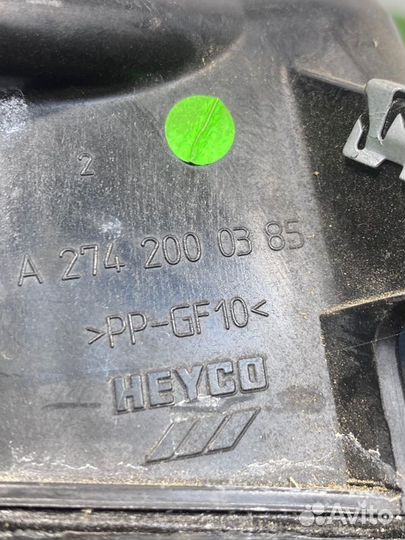 2
A 274 200 03 85
>PP-GF10<
HEYCO
Avito